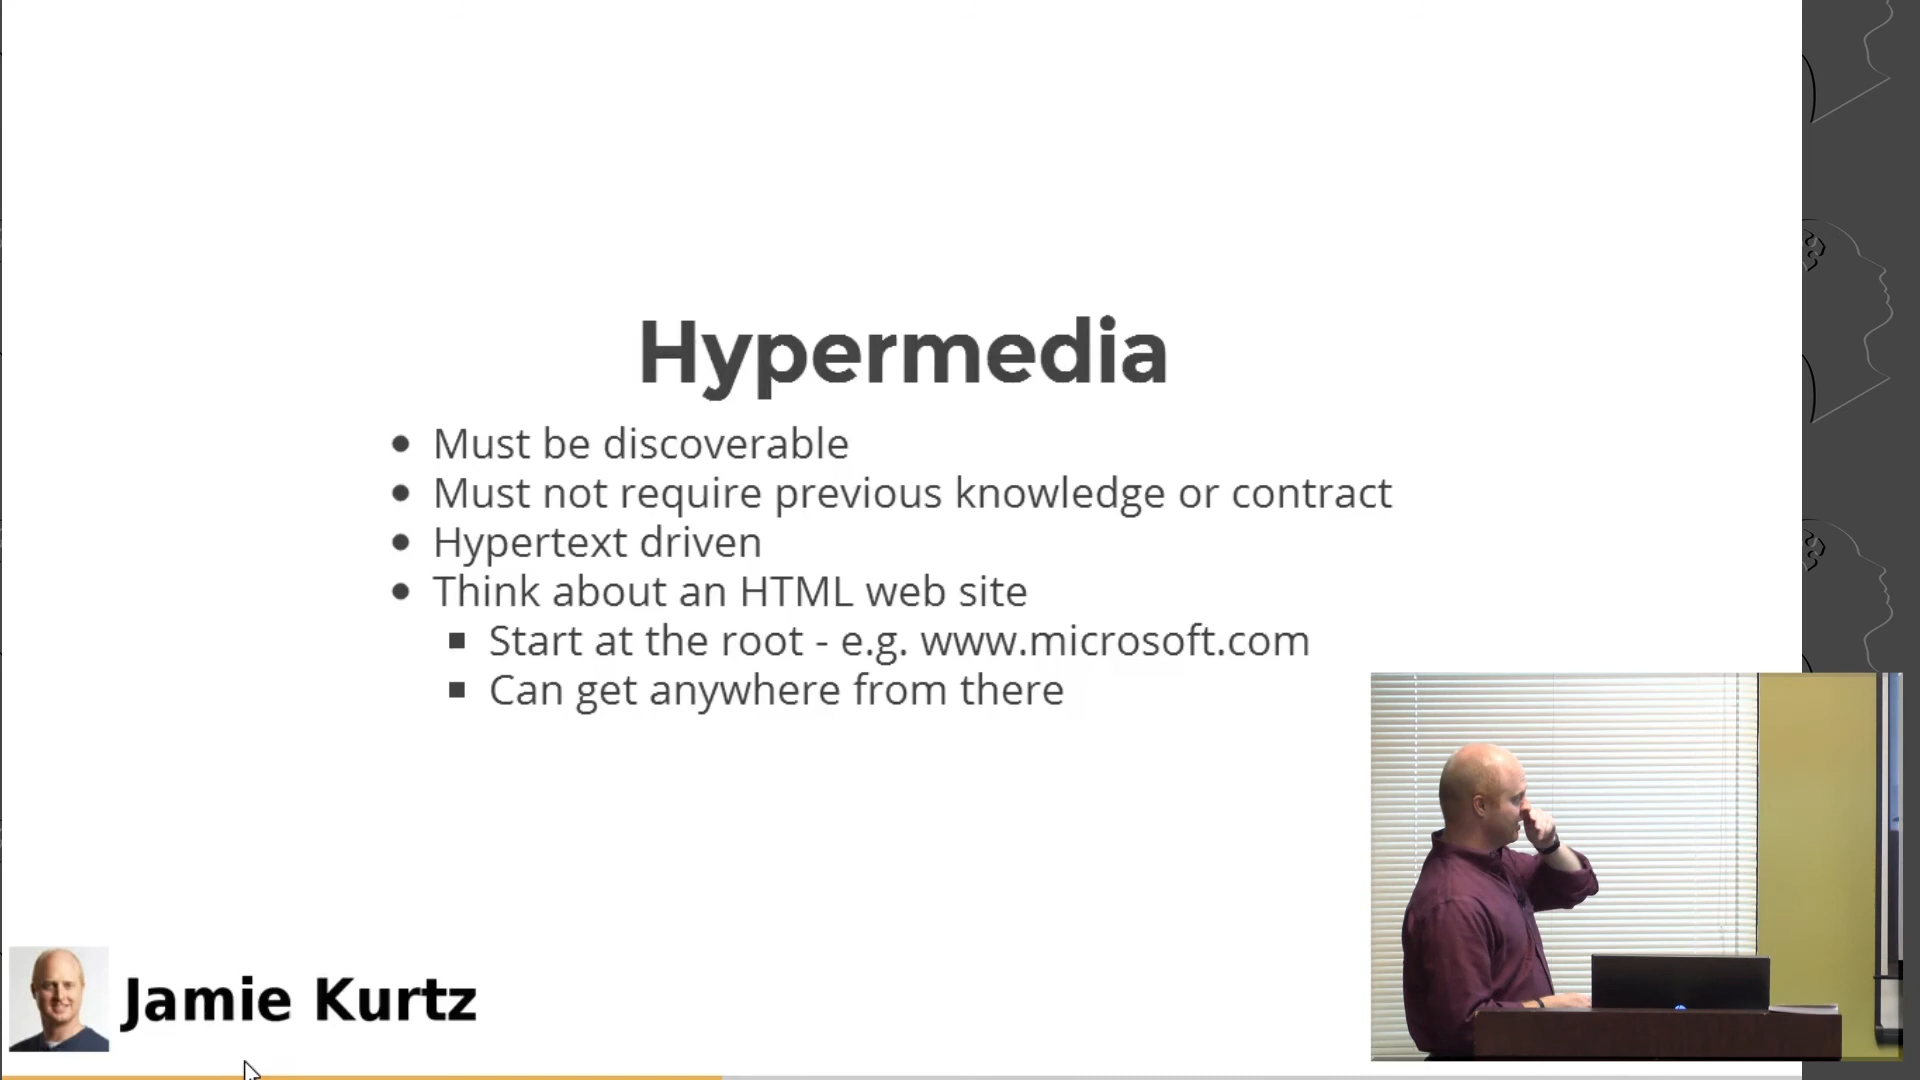 Hypermedia
Must be discoverable
Must not require previous knowledge or contract
Hypertext driven
Think about an HTML web site
Start at the root - e.g. www.microsoft.com
Can get anywhere from there
Jamie Kurtz